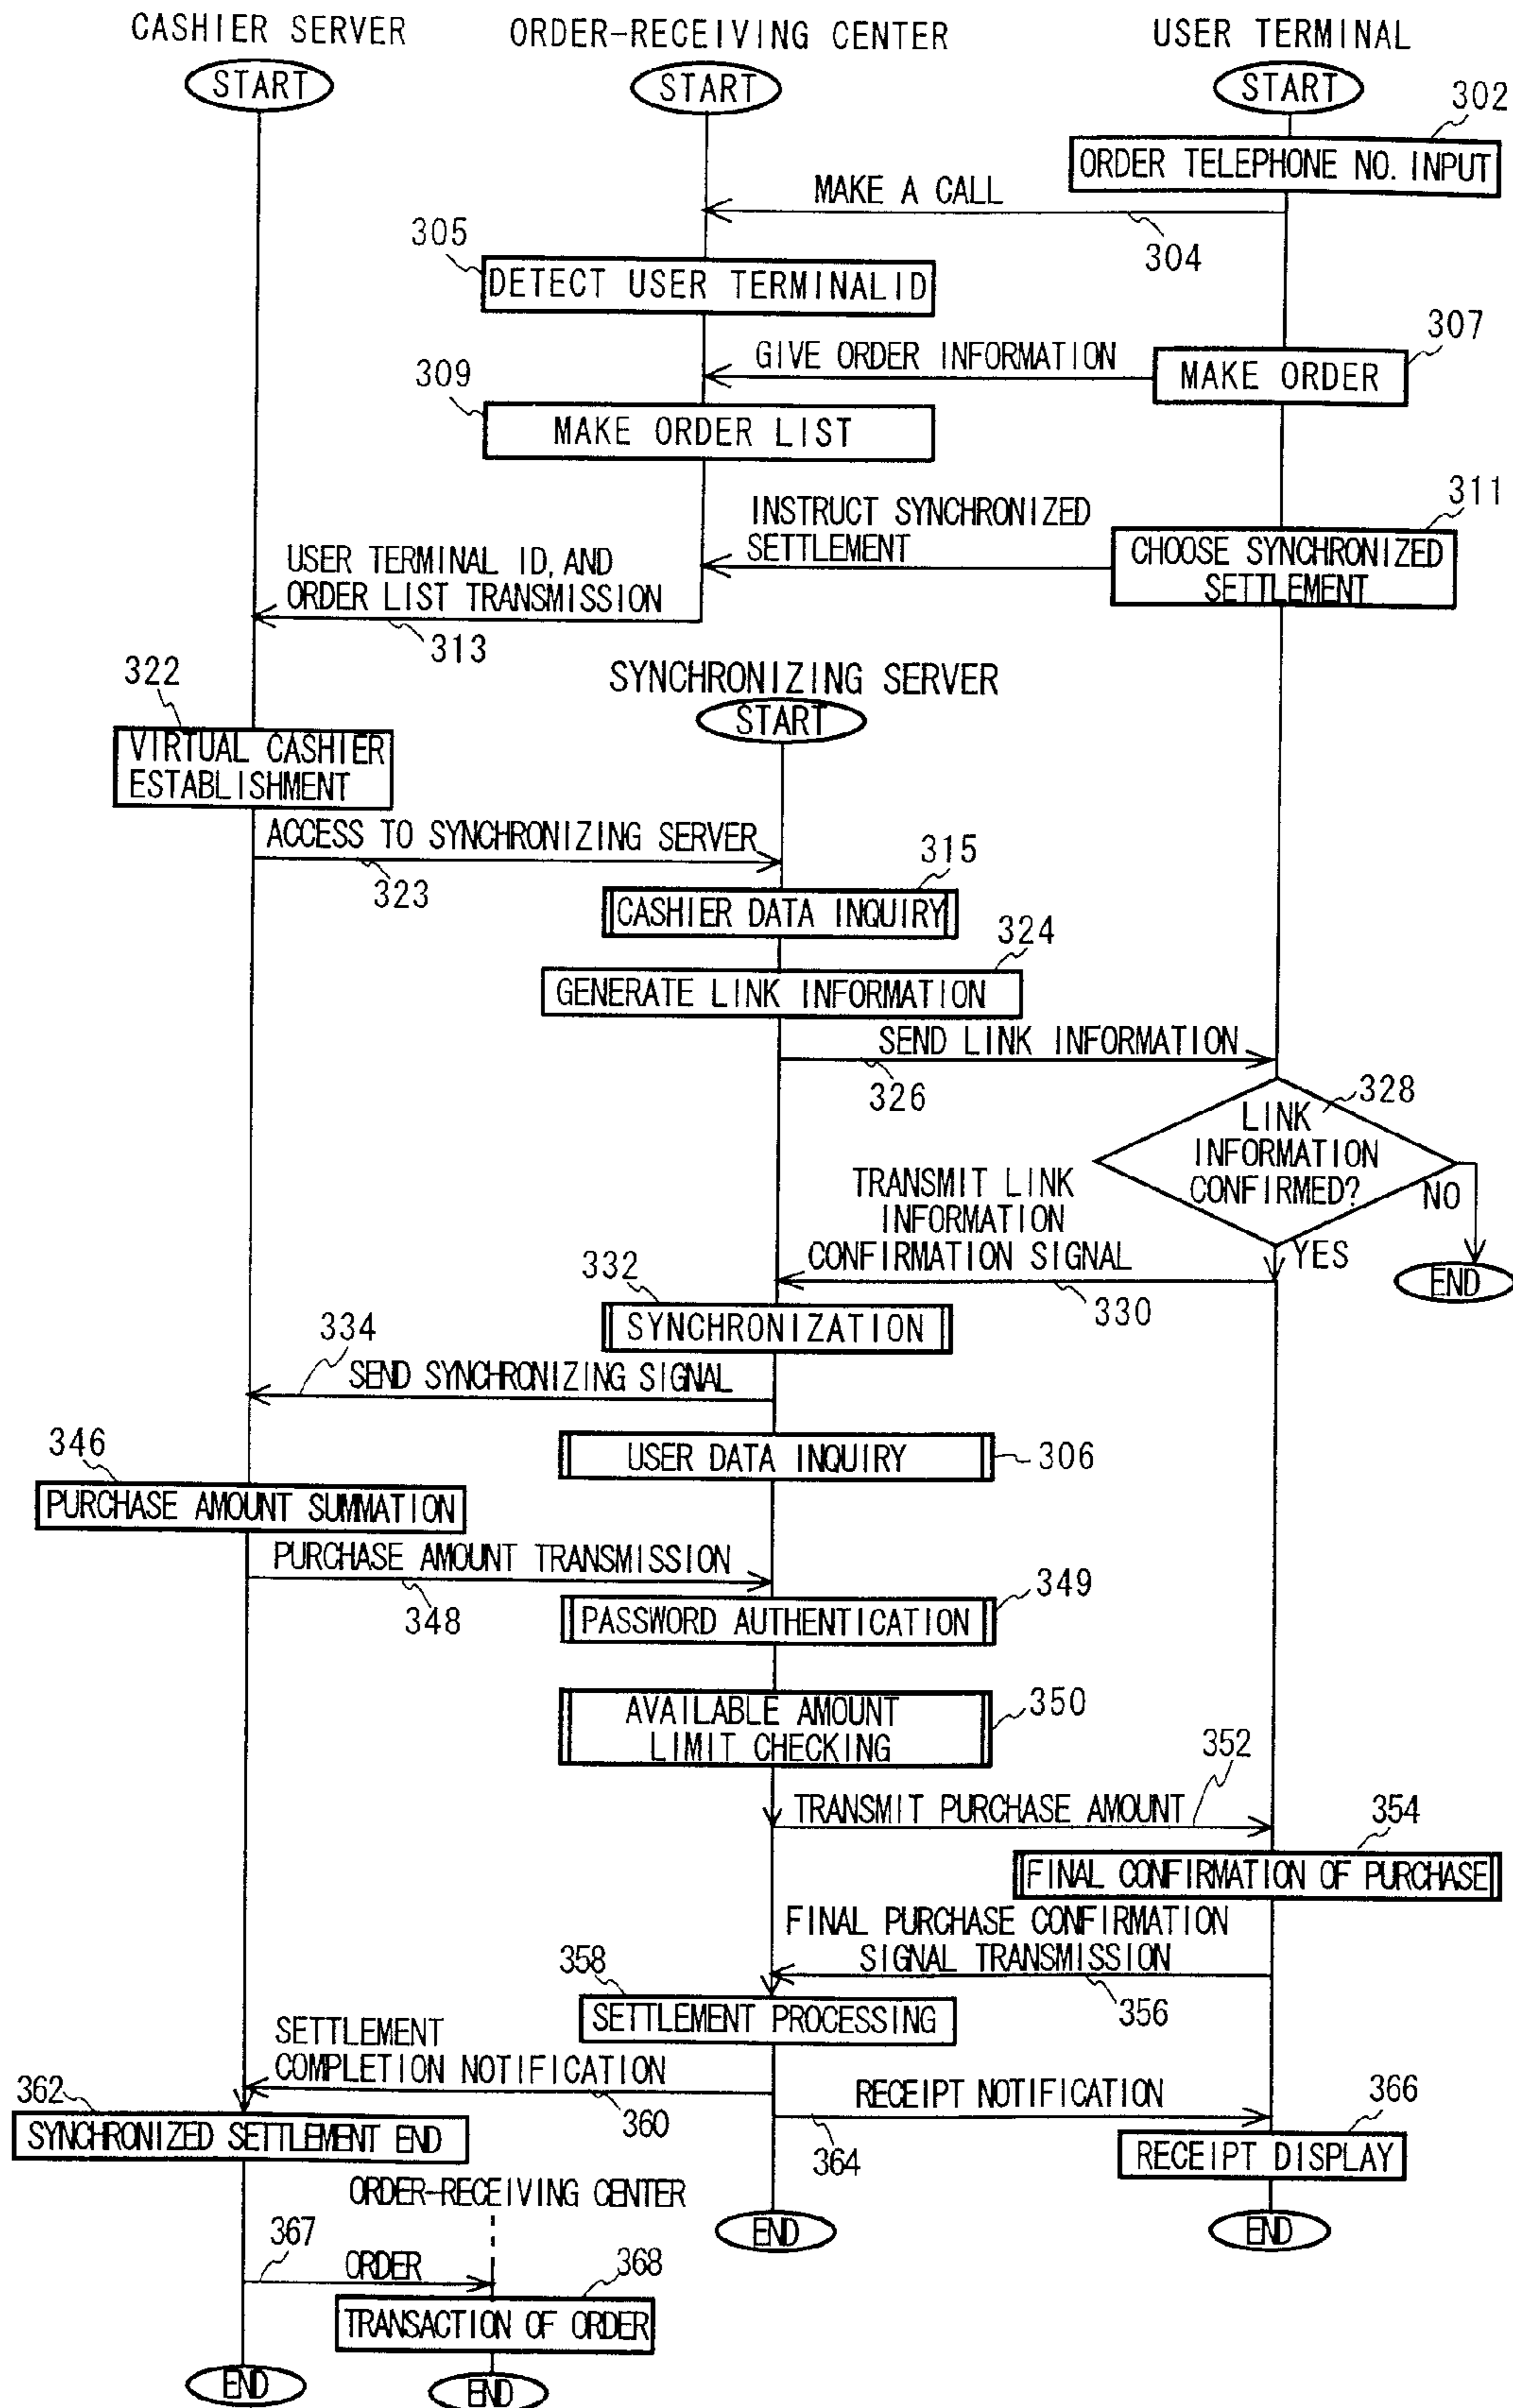 CASHIER SERVER
ORDER-RECEIVING CENTER
USER TERMINAL
START
START
START
302
ORDER TELEPHONE NO. INPUT
MAKE A CALL
304
305
DETECT USER TERMINALID
307
GIVE ORDER INFORMATION
MAKE ORDER
309
MAKE ORDER LIST
311
INSTRUCT SYNCHRONIZED
SETTLEMENT
CHOOSE SYNCHRONIZED
SETTLEMENT
USER TERMINAL ID, AND
ORDER LIST TRANSMISSION
313
322
SYNCHRONIZING SERVER
START
VIRTUAL CASHIER
ESTABLISHMENT
ACCESS TO SYNCHRONIZING SERVER
323
315
CASHIER DATA INQUIRY
324
GENERATE LINK INFORMATION
SEND LINK INFORMATION
326
328
LINK
INFORMATION
CONFIRMED?
NO
YES
END
TRANSMIT LINK
INFORMATION
CONFIRMATION SIGNAL
330
332
SYNCHRONIZATION
334
SEND SYNCHRONIZING SIGNAL
USER DATA INQUIRY
306
346
PURCHASE AMOUNT SUMMATION
PURCHASE AMOUNT TRANSMISSION
348
PASSWORD AUTHENTICATION
349
AVAILABLE AMOUNT
LIMIT CHECKING
350
352
TRANSMIT PURCHASE AMOUNT
354
FINAL CONFIRMATION OF PURCHASE
FINAL PURCHASE CONFIRMATION
SIGNAL TRANSMISSION
356
358
SETTLEMENT PROCESSING
SETTLEMENT
COMPLETION NOTIFICATION
360
RECEIPT NOTIFICATION
364
362
SYNCHRONIZED SETTLEMENT END
366
RECEIPT DISPLAY
ORDER-RECEIVING CENTER
END
END
367
ORDER
368
TRANSACTION OF ORDER
END
END